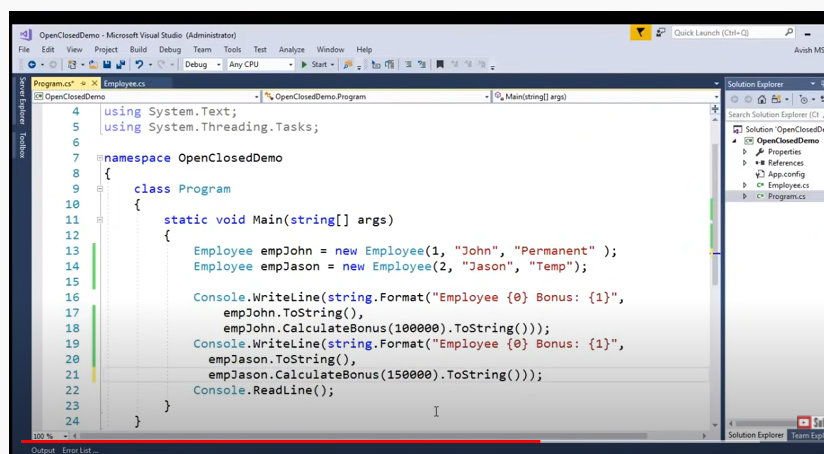 OpenClosedDemo - Microsoft Visual Studio (Administrator)
Quick Launch (Ctrl+Q)
File Edit View Project Build Debug Team Tools Test Analyze Window Help
Avish MS
Debug Any CPU Start
Program.cs* Employee.cs
Solution Explorer
OpenClosedDemo OpenClosedDemo.Program Main(string[] args)
Server Explorer
Toolbox
4 using System.Text;
5 using System.Threading.Tasks;
6
7 namespace OpenClosedDemo
8 {
9 class Program
10 {
11 static void Main(string[] args)
12 {
13 Employee empJohn = new Employee(1, "John", "Permanent" );
14 Employee empJason = new Employee(2, "Jason", "Temp");
15
16 Console.WriteLine(string.Format("Employee {0} Bonus: {1}",
17 empJohn.ToString(),
18 empJohn.CalculateBonus(100000).ToString()));
19 Console.WriteLine(string.Format("Employee {0} Bonus: {1}",
20 empJason.ToString(),
21 empJason.CalculateBonus(150000).ToString()));
22 Console.ReadLine();
23 }
24 }
Search Solution Explorer (Ct
Solution 'OpenClosedD
OpenClosedDemo
Properties
References
App.config
Employee.cs
Program.cs
100 %
Solution Explorer Team Expl
Output Error List ...